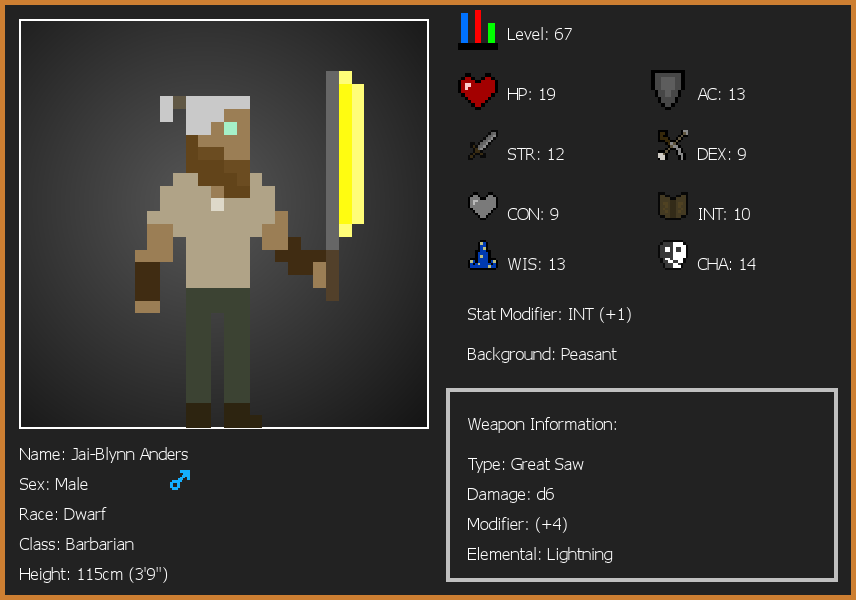 Level: 67
HP: 19
AC: 13
STR: 12
DEX: 9
CON: 9
INT: 10
WIS: 13
CHA: 14
Stat Modifier: INT (+1)
Background: Peasant
Weapon Information:
Type: Great Saw
Damage: d6
Modifier: (+4)
Elemental: Lightning
Name: Jai-Blynn Anders
Sex: Male
Race: Dwarf
Class: Barbarian
Height: 115cm (3'9")